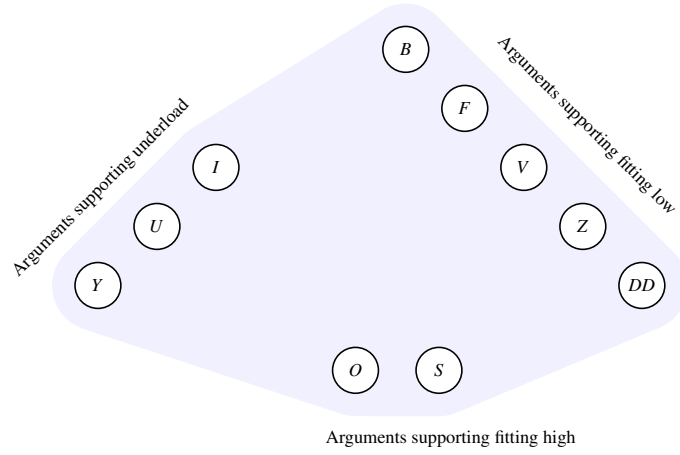 B
Arguments supporting fitting low
F
Arguments supporting underload
I
V
U
Z
Y
DD
O
S
Arguments supporting fitting high